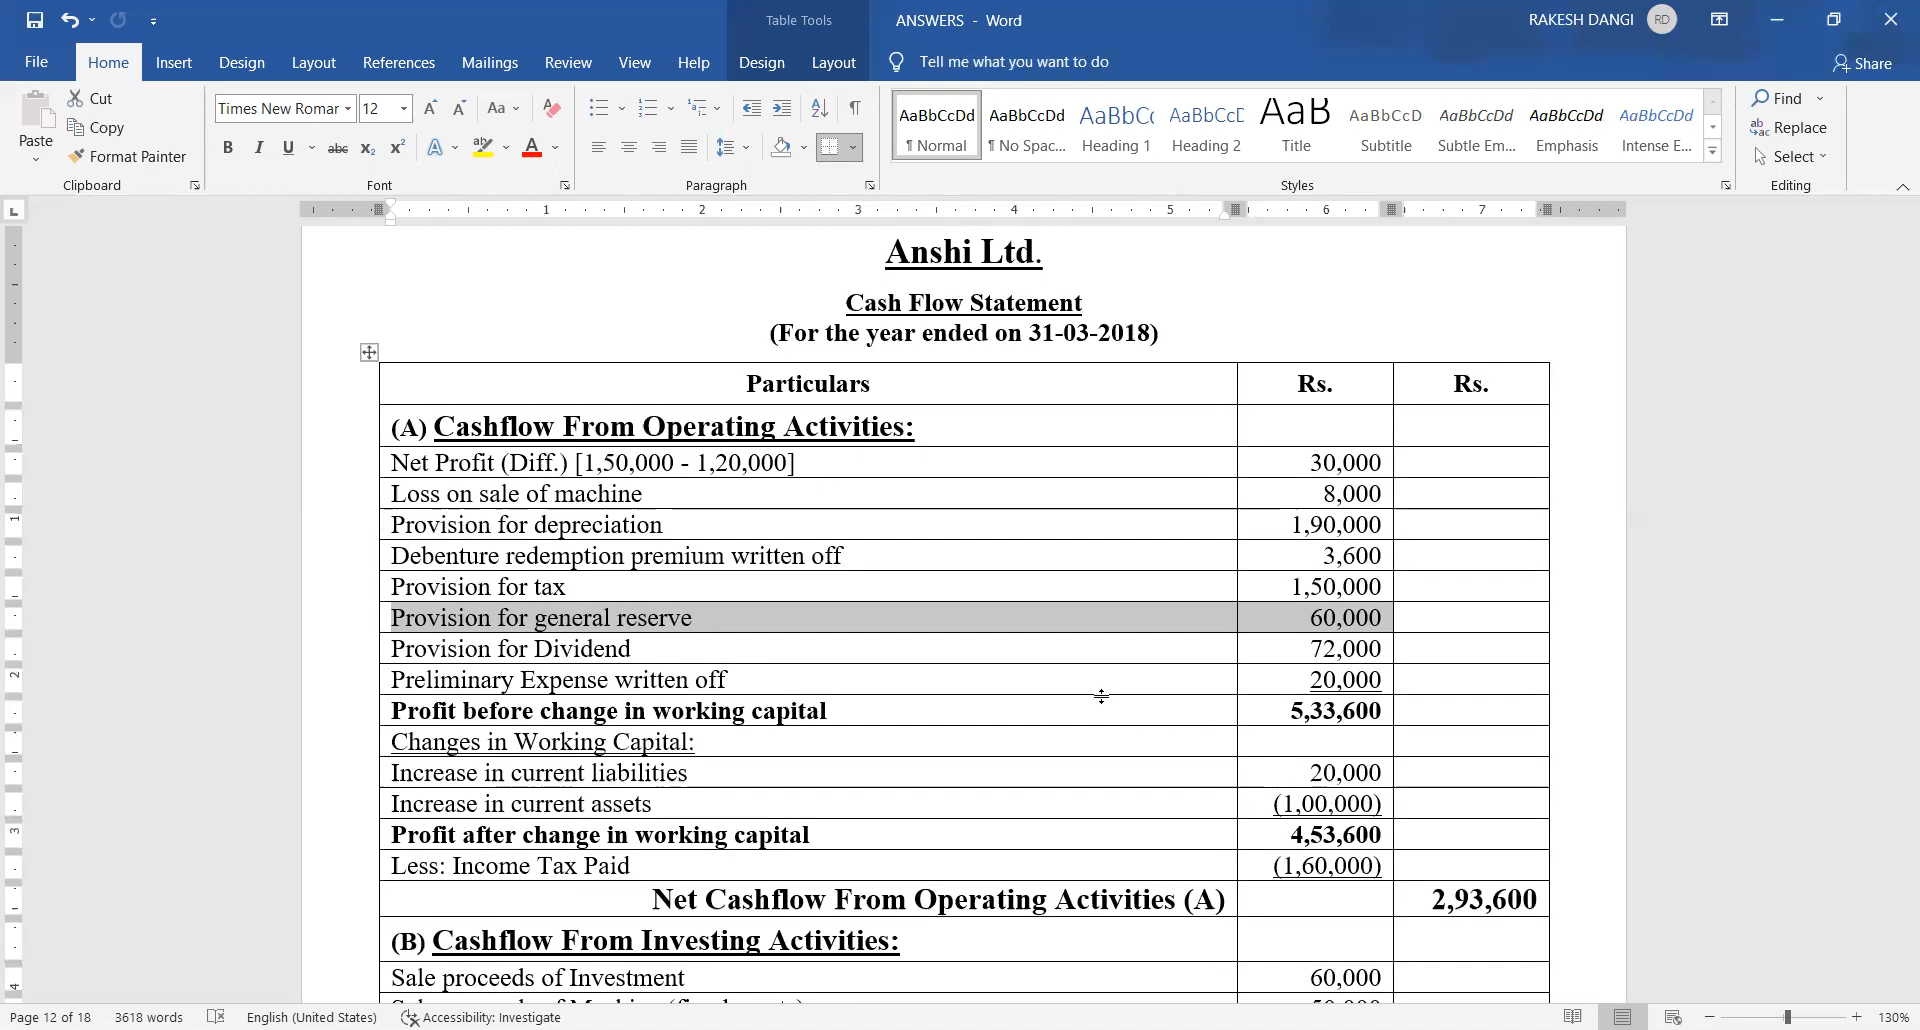 Table Tools
ANSWERS - Word
RAKESH DANGI
RD
File
Home
Insert
Design
Layout
References
Mailings
Review
View
Help
Design
Layout
Tell me what you want to do
Share
Paste
Cut
Copy
Format Painter
Clipboard
Times New Romar
12
Font
Paragraph
AaBbCcDd
¶ Normal
AaBbCcDd
¶ No Spac...
AaBbCc
Heading 1
AaBbCcD
Heading 2
AaB
Title
AaBbCcD
Subtitle
AaBbCcDd
Subtle Em...
AaBbCcDd
Emphasis
AaBbCcDd
Intense E...
Styles
Find
Replace
Select
Editing
1 2 3 4 5 6 7
Anshi Ltd.
Cash Flow Statement
(For the year ended on 31-03-2018)
Particulars Rs. Rs.
(A) Cashflow From Operating Activities:
Net Profit (Diff.) [1,50,000 - 1,20,000] 30,000
Loss on sale of machine 8,000
Provision for depreciation 1,90,000
Debenture redemption premium written off 3,600
Provision for tax 1,50,000
Provision for general reserve 60,000
Provision for Dividend 72,000
Preliminary Expense written off 20,000
Profit before change in working capital 5,33,600
Changes in Working Capital:
Increase in current liabilities 20,000
Increase in current assets (1,00,000)
Profit after change in working capital 4,53,600
Less: Income Tax Paid (1,60,000)
Net Cashflow From Operating Activities (A) 2,93,600
(B) Cashflow From Investing Activities:
Sale proceeds of Investment 60,000
Page 12 of 18
3618 words
English (United States)
Accessibility: Investigate
130%